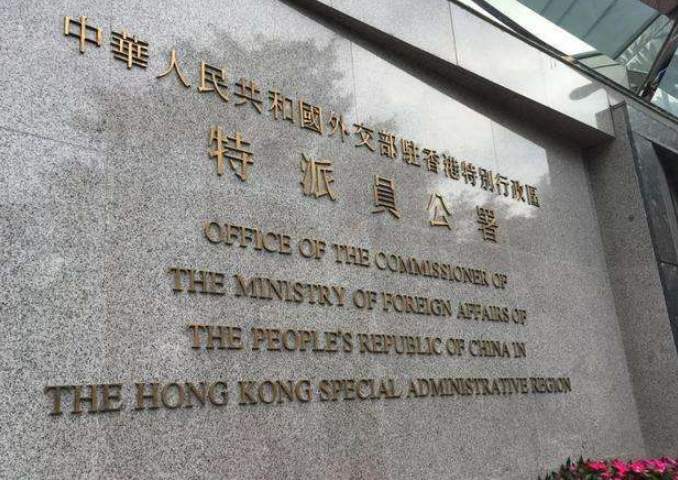 中華人民共和國外交部駐香港特別行政區
特派員公署
OFFICE OF THE COMMISSIONER OF
THE MINISTRY OF FOREIGN AFFAIRS OF
THE PEOPLE'S REPUBLIC OF CHINA IN
THE HONG KONG SPECIAL ADMINISTRATIVE REGION